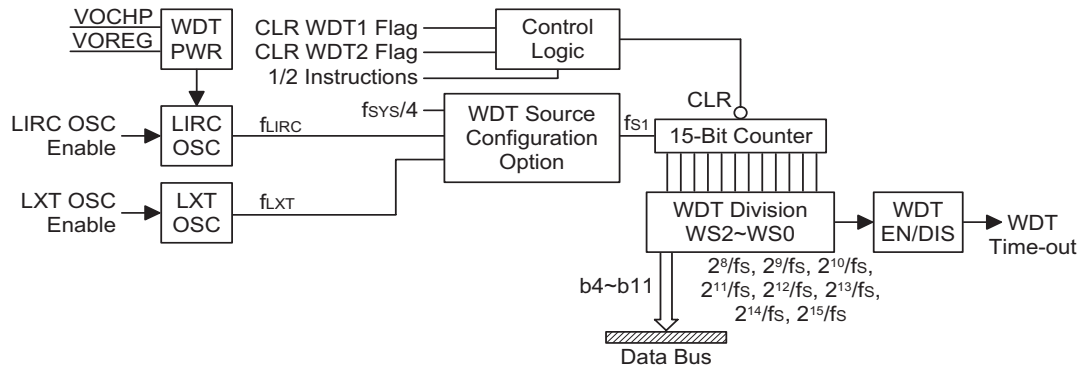 VOCHP
VOREG
WDT
PWR
CLR WDT1 Flag
CLR WDT2 Flag
1/2 Instructions
Control
Logic
CLR
LIRC OSC
Enable
LIRC
OSC
fLIRC
fSYS/4
WDT Source
Configuration
Option
fS1
15-Bit Counter
LXT OSC
Enable
LXT
OSC
fLXT
WDT Division
WS2~WS0
WDT
EN/DIS
WDT
Time-out
b4~b11
2⁸/fS, 2⁹/fS, 2¹⁰/fS,
2¹¹/fS, 2¹²/fS, 2¹³/fS,
2¹⁴/fS, 2¹⁵/fS
Data Bus